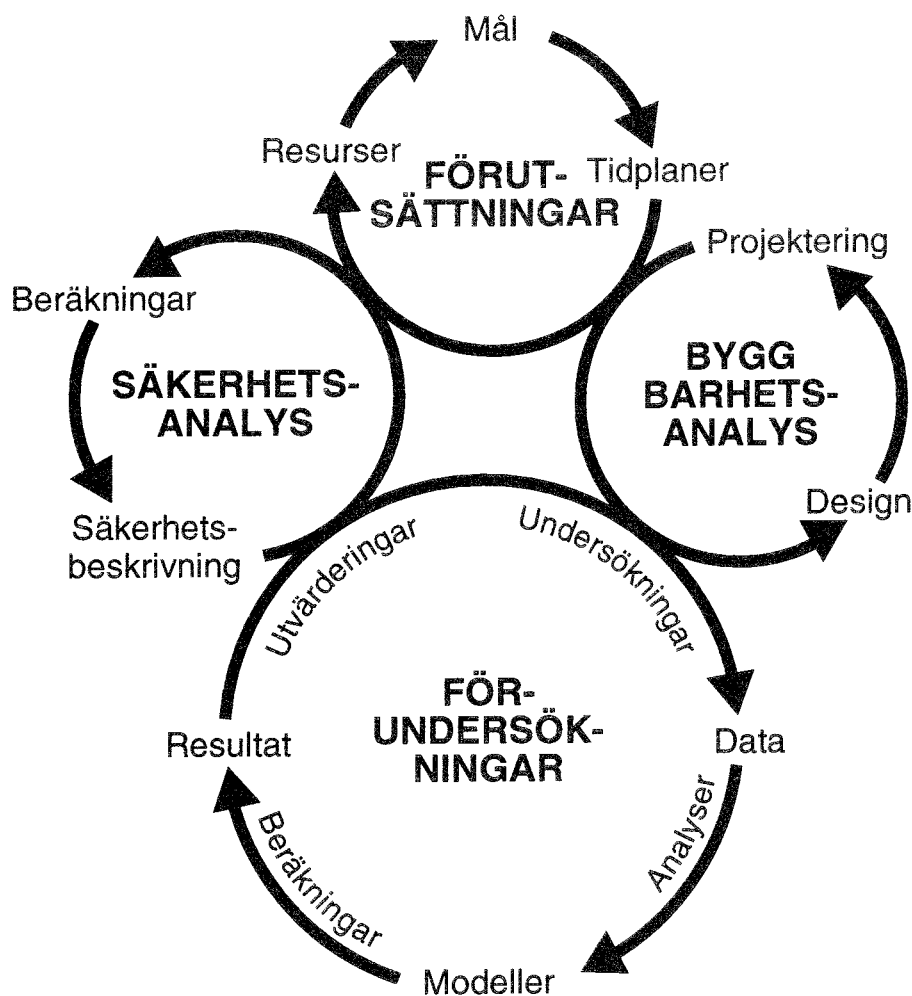 Mål
Resurser
Tidplaner
FÖRUT-
SÄTTNINGAR
Projektering
Beräkningar
SÄKERHETS-
ANALYS
BYGG
BARHETS-
ANALYS
Design
Säkerhets-
beskrivning
Utvärderingar
Undersökningar
FÖR-
UNDERSÖK-
NINGAR
Resultat
Data
Beräkningar
Analyser
Modeller